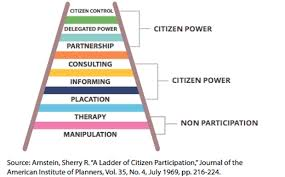 CITIZEN CONTROL
DELEGATED POWER
CITIZEN POWER
PARTNERSHIP
CONSULTING
INFORMING
CITIZEN POWER
PLACATION
THERAPY
NON PARTICIPATION
MANIPULATION
Source: Arnstein, Sherry R. "A Ladder of Citizen Participation," Journal of the
American Institute of Planners, Vol. 35, No. 4, July 1969, pp. 216-224.